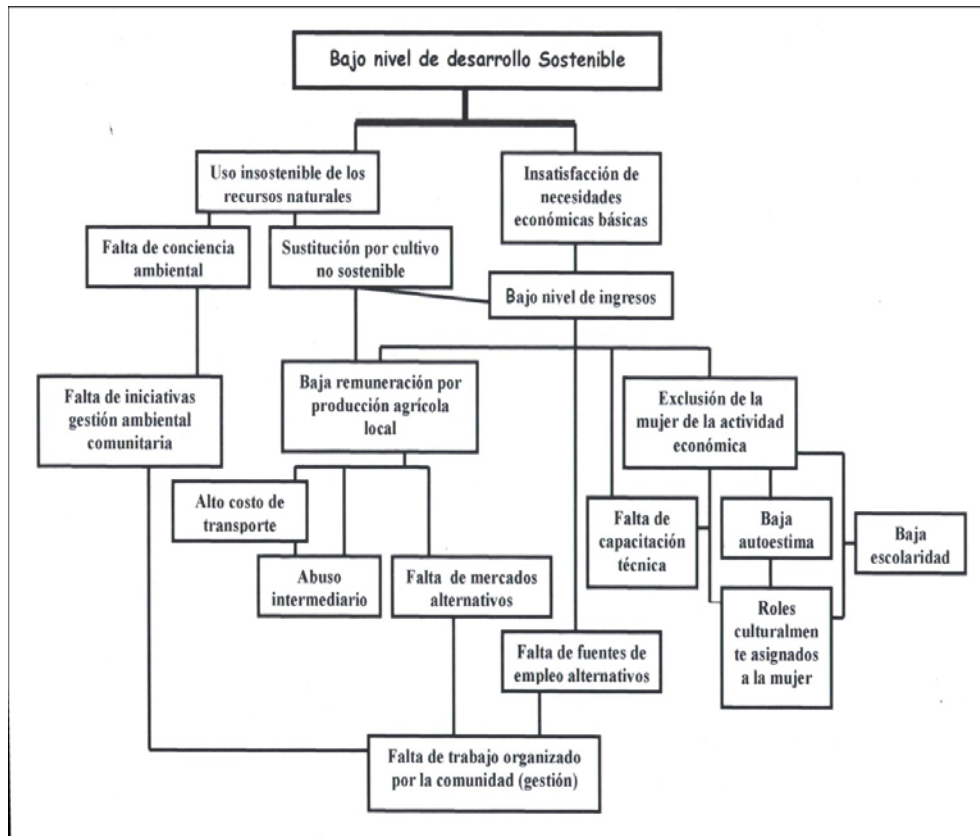 Bajo nivel de desarrollo Sostenible
Uso insostenible de los
recursos naturales
Insatisfacción de
necesidades
económicas básicas
Falta de conciencia
ambiental
Sustitución por cultivo
no sostenible
Bajo nivel de ingresos
Falta de iniciativas
gestión ambiental
comunitaria
Baja remuneración por
producción agrícola
local
Exclusión de la
mujer de la actividad
económica
Alto costo de
transporte
Falta de
capacitación
técnica
Baja
autoestima
Baja
escolaridad
Abuso
intermediario
Falta de mercados
alternativos
Roles
culturalmen
te asignados
a la mujer
Falta de fuentes de
empleo alternativos
Falta de trabajo organizado
por la comunidad (gestión)